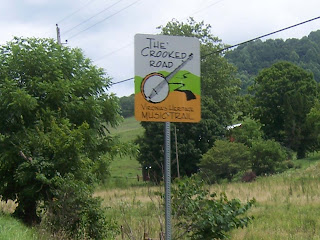 THE
CROOKED
ROAD
VIRGINIA'S HERITAGE
MUSIC TRAIL